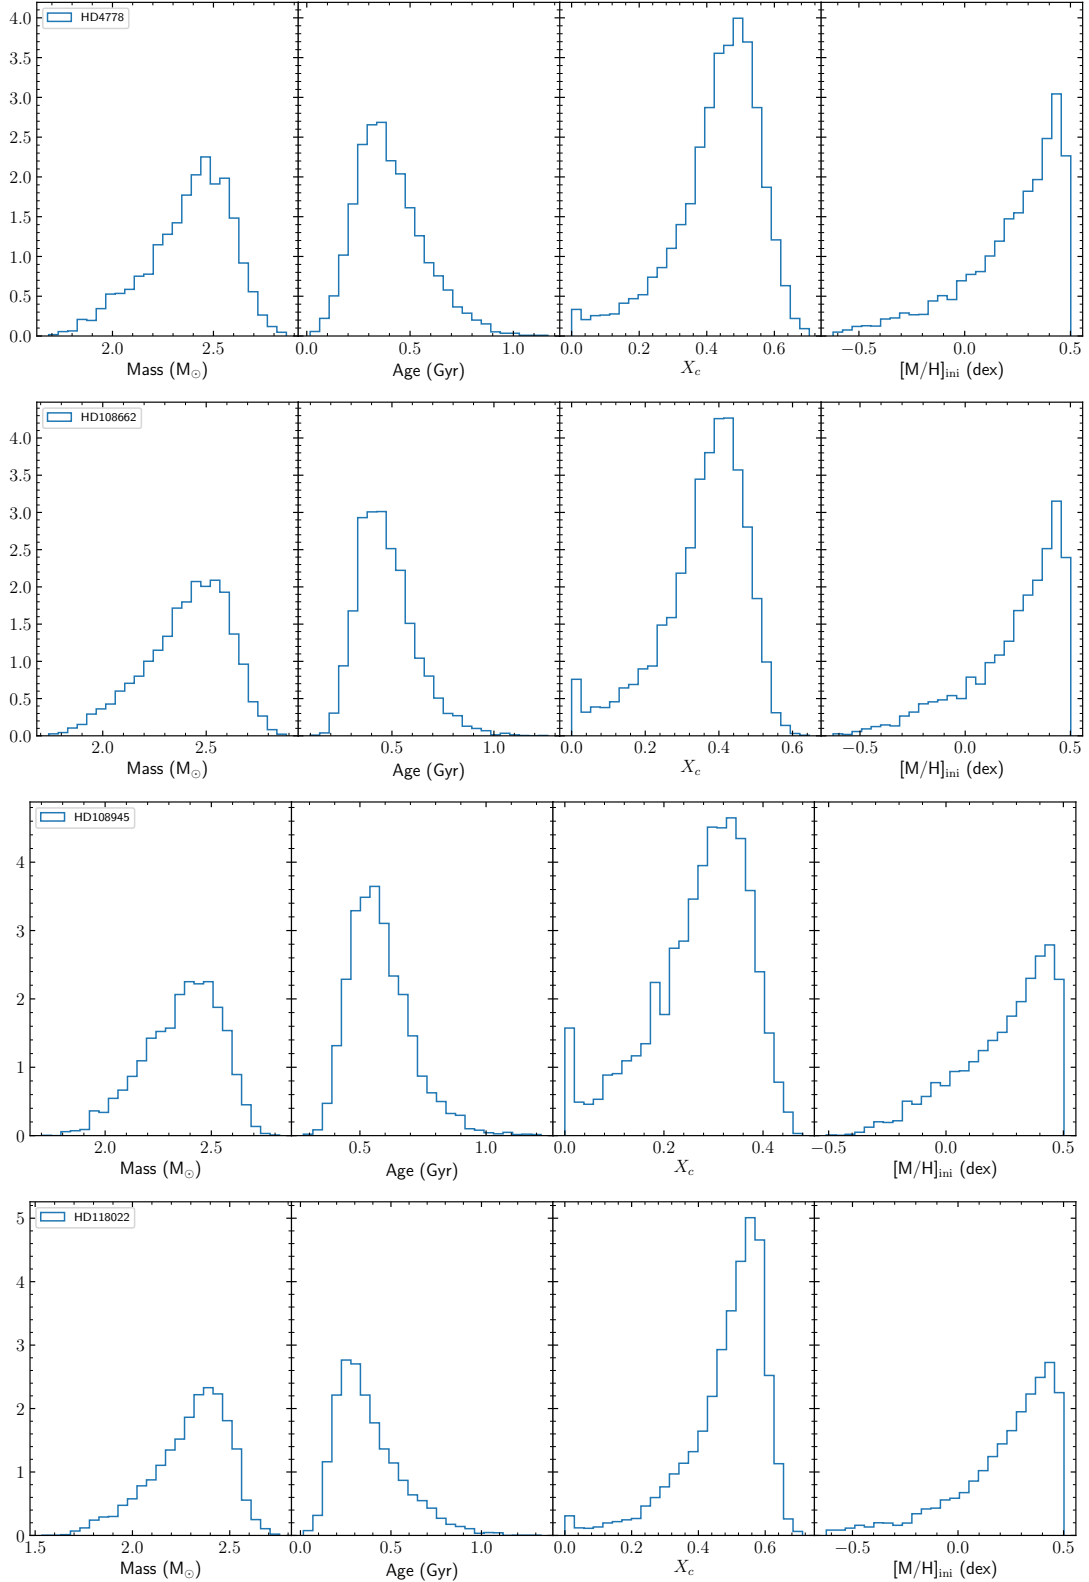 HD4778
4.0
3.5
3.0
2.5
2.0
1.5
1.0
0.5
0.0
2.0 2.5 0.0 0.5 1.0 0.0 0.2 0.4 0.6 −0.5 0.0 0.5
Mass (M⊙) Age (Gyr) Xc [M/H]ini (dex)
HD108662
4.0
3.5
3.0
2.5
2.0
1.5
1.0
0.5
0.0
2.0 2.5 0.5 1.0 0.0 0.2 0.4 0.6 −0.5 0.0 0.5
Mass (M⊙) Age (Gyr) Xc [M/H]ini (dex)
HD108945
4
3
2
1
0
2.0 2.5 0.5 1.0 0.0 0.2 0.4 −0.5 0.0 0.5
Mass (M⊙) Age (Gyr) Xc [M/H]ini (dex)
HD118022
5
4
3
2
1
0
1.5 2.0 2.5 0.0 0.5 1.0 0.0 0.2 0.4 0.6 −0.5 0.0 0.5
Mass (M⊙) Age (Gyr) Xc [M/H]ini (dex)